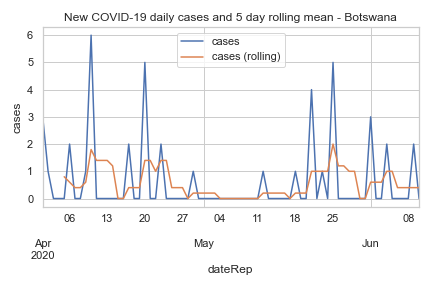 New COVID-19 daily cases and 5 day rolling mean - Botswana
cases
cases (rolling)
cases
6
5
4
3
2
1
0
06 13 20 27 04 11 18 25 01 08
Apr May Jun
2020
dateRep